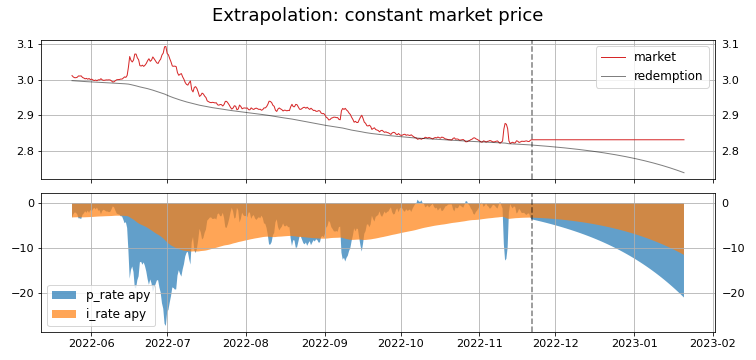 Extrapolation: constant market price
3.1
3.0
2.9
2.8
market
redemption
3.1
3.0
2.9
2.8
0
−10
−20
p_rate apy
i_rate apy
0
−10
−20
2022-06 2022-07 2022-08 2022-09 2022-10 2022-11 2022-12 2023-01 2023-02